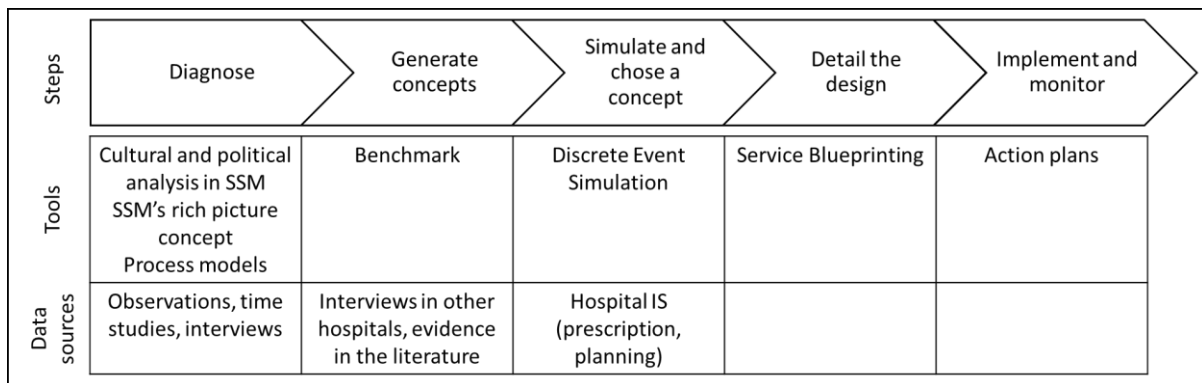 Steps
Diagnose
Generate
concepts
Simulate and
chose a
concept
Detail the
design
Implement and
monitor
Tools
Cultural and political
analysis in SSM
SSM’s rich picture
concept
Process models
Benchmark
Discrete Event
Simulation
Service Blueprinting
Action plans
Data
sources
Observations, time
studies, interviews
Interviews in other
hospitals, evidence
in the literature
Hospital IS
(prescription,
planning)